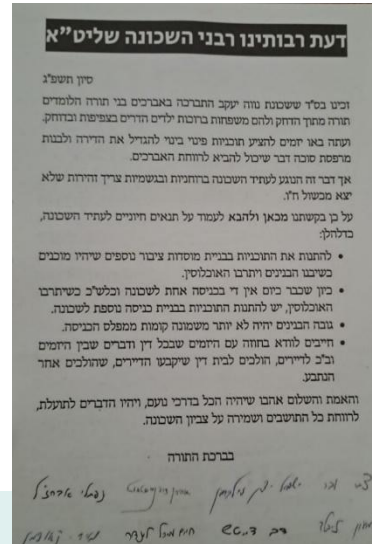 דעת רבותינו רבני השכונה שליט״א
סיון תשפ״ג
זכינו בס״ד ששכונת נווה יעקב התברכה באברכים בני תורה הלומדים
תורה מתוך הדחק ולהם משפחות ברוכות ילדים הדרים בצפיפות ובדוחק.
ועתה באו יזמים להציע תוכניות פינוי בינוי להגדיל את הדירה ולבנות
מרפסת סוכה דבר שיכול להביא לרווחת האברכים.
אך דבר זה הנוגע לעתיד השכונה ברוחניות ובגשמיות צריך זהירות שלא
יצא מכשול ח״ו.
על כן בקשתנו מכאן ולהבא לעמוד על תנאים חיוניים לעתיד השכונה,
כדלהלן:
• להתנות את התוכניות בבניית מוסדות ציבור נוספים שיהיו מוכנים
כשיבנו הבנינים ויתרבו האוכלוסין.
• כיון שכבר כיום אין די בכניסה אחת לשכונה וכלש״כ כשיתרבו
האוכלוסין, יש להתנות התוכניות בבניית כניסה נוספת לשכונה.
• גובה הבנינים יהיה לא יותר משמונה קומות ממפלס הכניסה.
• חייבים לוודא בחוזה עם היזמים שבכל דין ודברים שבין היזמים
וב״כ לדיירים, הולכים לבית דין שיקבעו הדיירים, שהולכים אחר
הנתבע.
והאמת והשלום אהבו שיהיה הכל בדרכי נועם, ויהיו הדברים לתועלת,
לרווחת כל התושבים ושמירה על צביון השכונה.
בברכת התורה